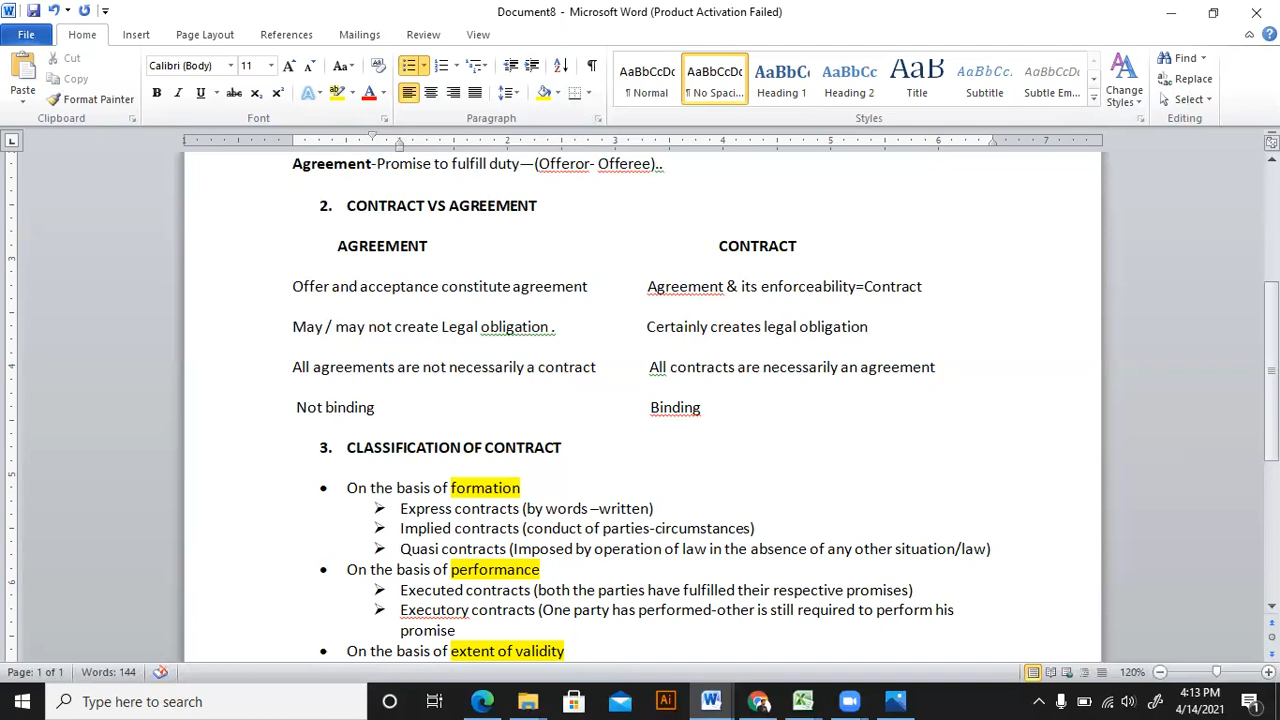 Document8 - Microsoft Word (Product Activation Failed)
File Home Insert Page Layout References Mailings Review View
Paste
Cut
Copy
Format Painter
Clipboard
Calibri (Body) 11
Font
Paragraph
AaBbCcDc AaBbCcDc AaBbCc AaBbCc AaB AaBbCcI AaBbCcDc
¶ Normal ¶ No Spaci... Heading 1 Heading 2 Title Subtitle Subtle Em...
Change Styles
Styles
Find
Replace
Select
Editing
1 1 2 3 4 5 6 7
Agreement-Promise to fulfill duty—(Offeror- Offeree)..
2. CONTRACT VS AGREEMENT
AGREEMENT CONTRACT
Offer and acceptance constitute agreement Agreement & its enforceability=Contract
May / may not create Legal obligation . Certainly creates legal obligation
All agreements are not necessarily a contract All contracts are necessarily an agreement
Not binding Binding
3. CLASSIFICATION OF CONTRACT
• On the basis of formation
➢ Express contracts (by words –written)
➢ Implied contracts (conduct of parties-circumstances)
➢ Quasi contracts (Imposed by operation of law in the absence of any other situation/law)
• On the basis of performance
➢ Executed contracts (both the parties have fulfilled their respective promises)
➢ Executory contracts (One party has performed-other is still required to perform his
promise
• On the basis of extent of validity
Page: 1 of 1 Words: 144 120%
Type here to search
4:13 PM
4/14/2021